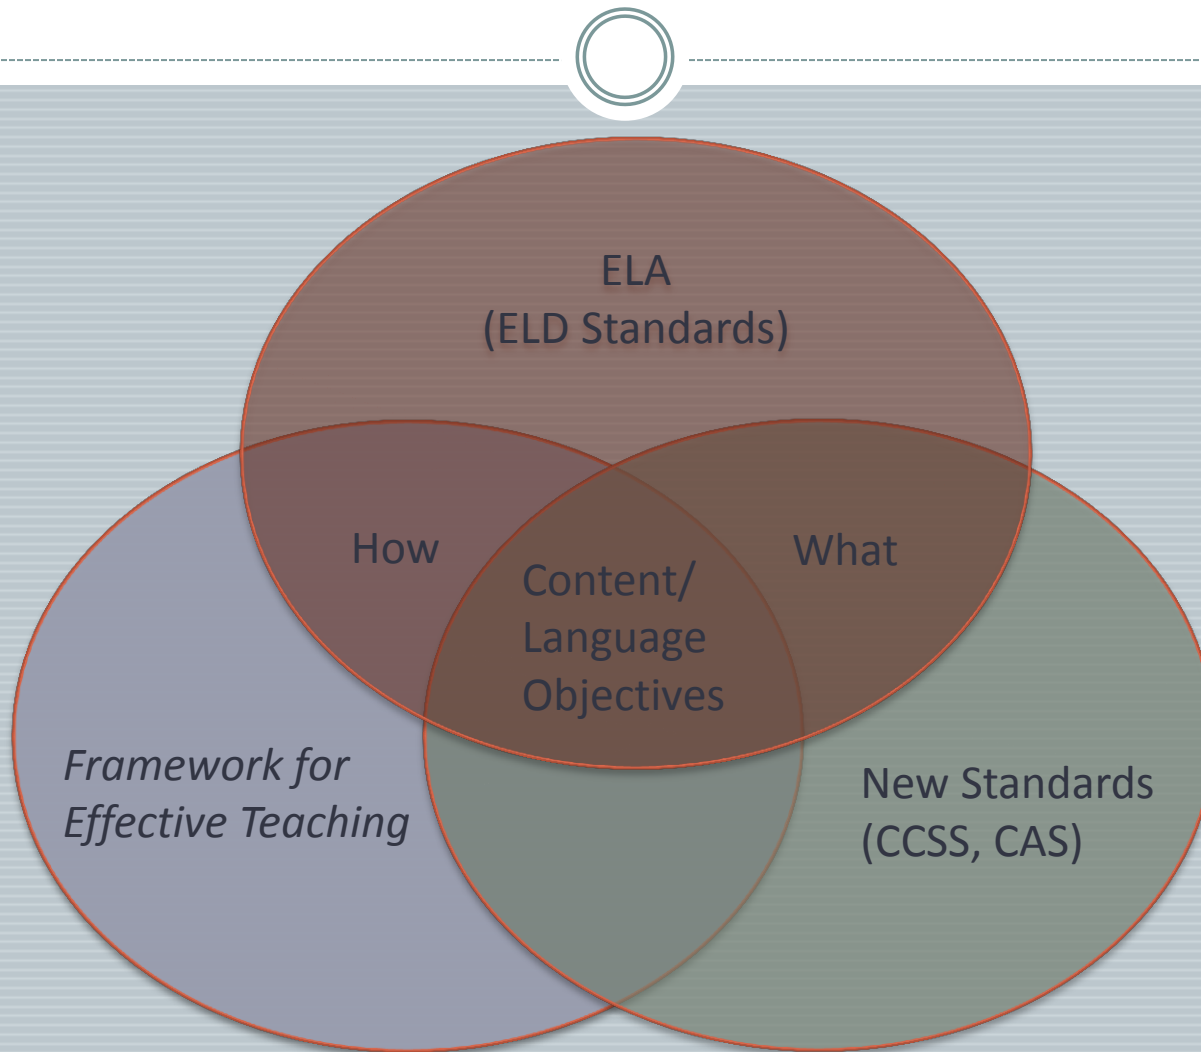 ELA
(ELD Standards)
How
What
Content/
Language
Objectives
Framework for
Effective Teaching
New Standards
(CCSS, CAS)